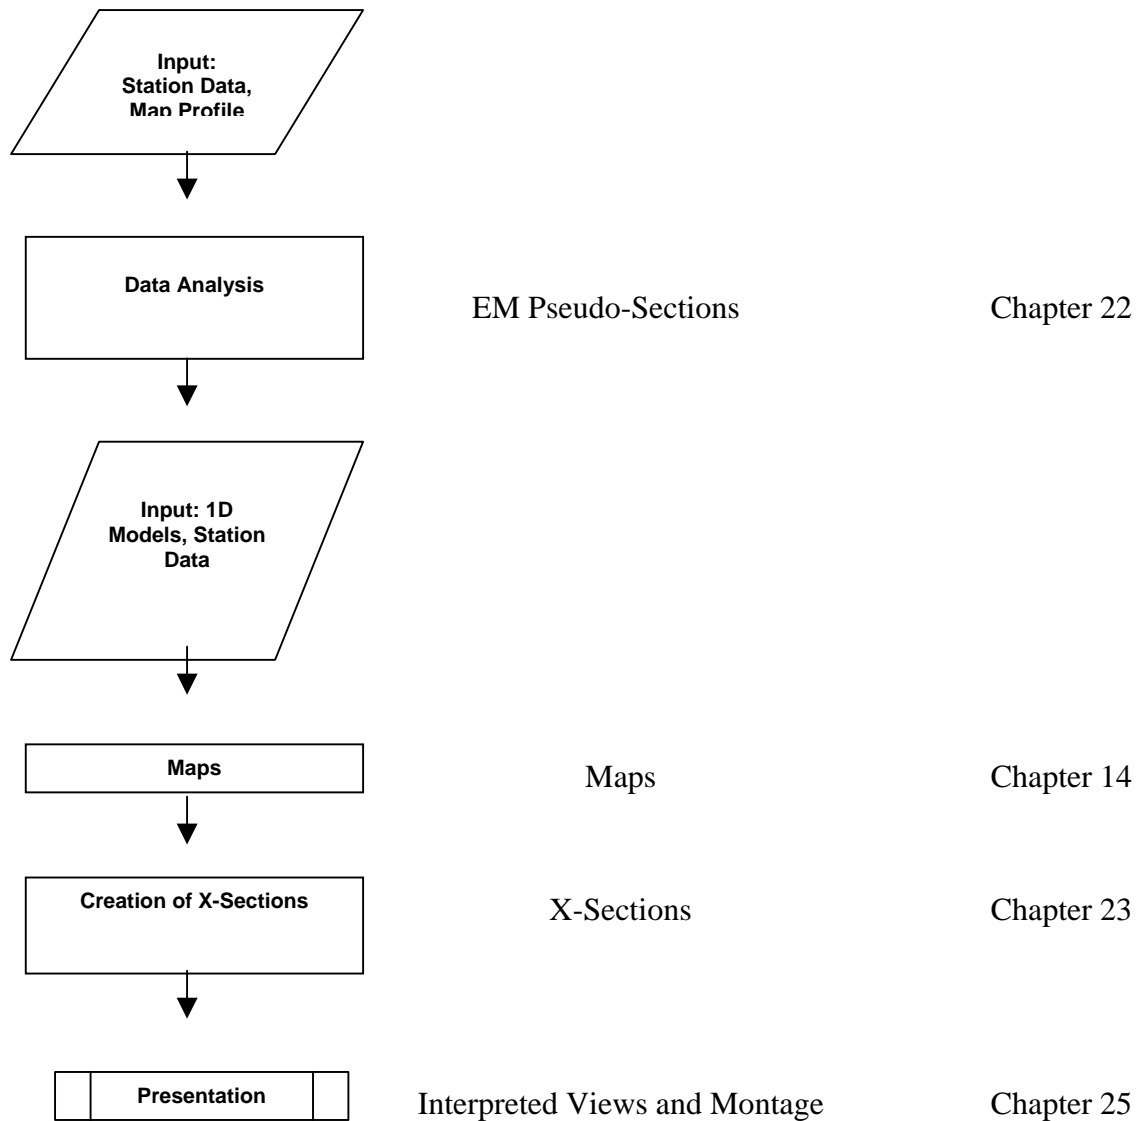 Input:
Station Data,
Map Profile
Data Analysis
EM Pseudo-Sections
Chapter 22
Input: 1D
Models, Station
Data
Maps
Maps
Chapter 14
Creation of X-Sections
X-Sections
Chapter 23
Presentation
Interpreted Views and Montage
Chapter 25